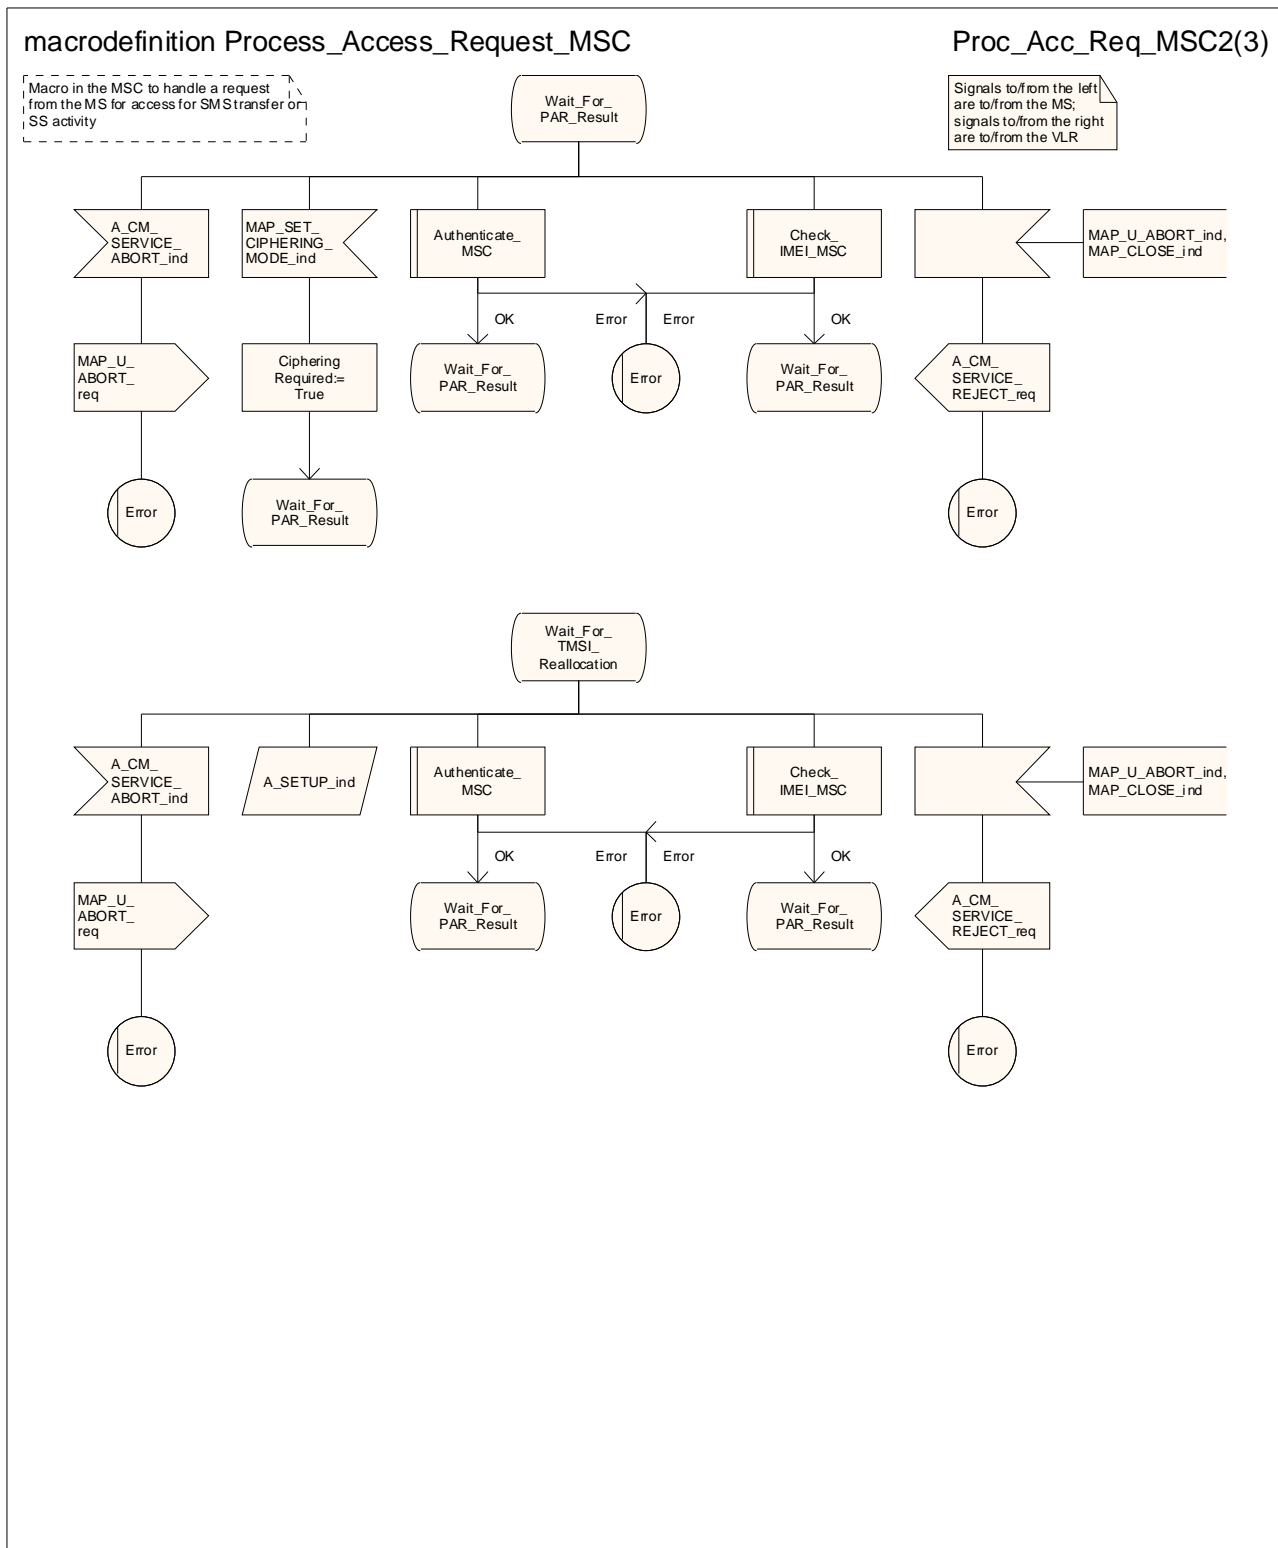 macrodefinition Process_Access_Request_MSC
Proc_Acc_Req_MSC2(3)
Macro in the MSC to handle a request
from the MS for access for SMS transfer or
SS activity
Wait_For_
PAR_Result
Signals to/from the left
are to/from the MS;
signals to/from the right
are to/from the VLR
A_CM_
SERVICE_
ABORT_ind
MAP_SET_
CIPHERING_
MODE_ind
Authenticate_
MSC
Check_
IMEI_MSC
MAP_U_ABORT_ind,
MAP_CLOSE_ind
OK
Error
Error
OK
MAP_U_
ABORT_
req
Ciphering
Required:=
True
Wait_For_
PAR_Result
Error
Wait_For_
PAR_Result
A_CM_
SERVICE_
REJECT_req
Error
Wait_For_
PAR_Result
Error
Wait_For_
TMSI_
Reallocation
A_CM_
SERVICE_
ABORT_ind
A_SETUP_ind
Authenticate_
MSC
Check_
IMEI_MSC
MAP_U_ABORT_ind,
MAP_CLOSE_ind
OK
Error
Error
OK
MAP_U_
ABORT_
req
Wait_For_
PAR_Result
Error
Wait_For_
PAR_Result
A_CM_
SERVICE_
REJECT_req
Error
Error